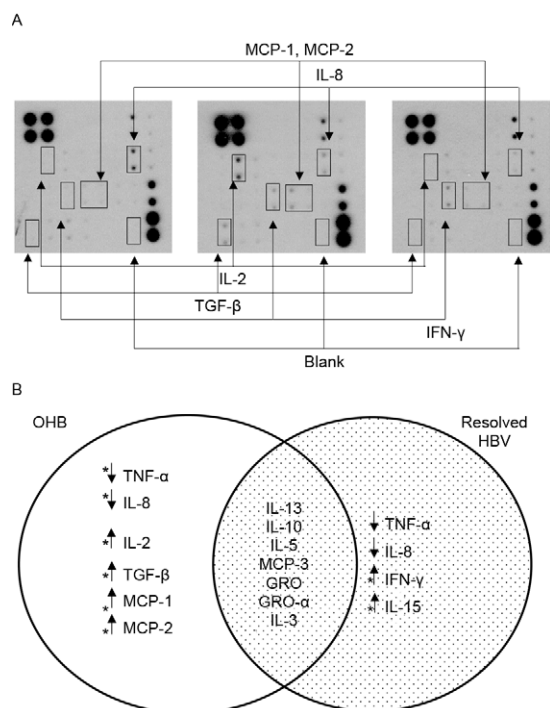 A
MCP-1, MCP-2
IL-8
IL-2
TGF-β
IFN-γ
Blank
B
OHB
Resolved
HBV
*↓ TNF-α
*↓ IL-8
*↑ IL-2
*↑ TGF-β
*↑ MCP-1
*↑ MCP-2
IL-13
IL-10
IL-5
MCP-3
GRO
GRO-α
IL-3
↓ TNF-α
↓ IL-8
*↑ IFN-γ
*↑ IL-15